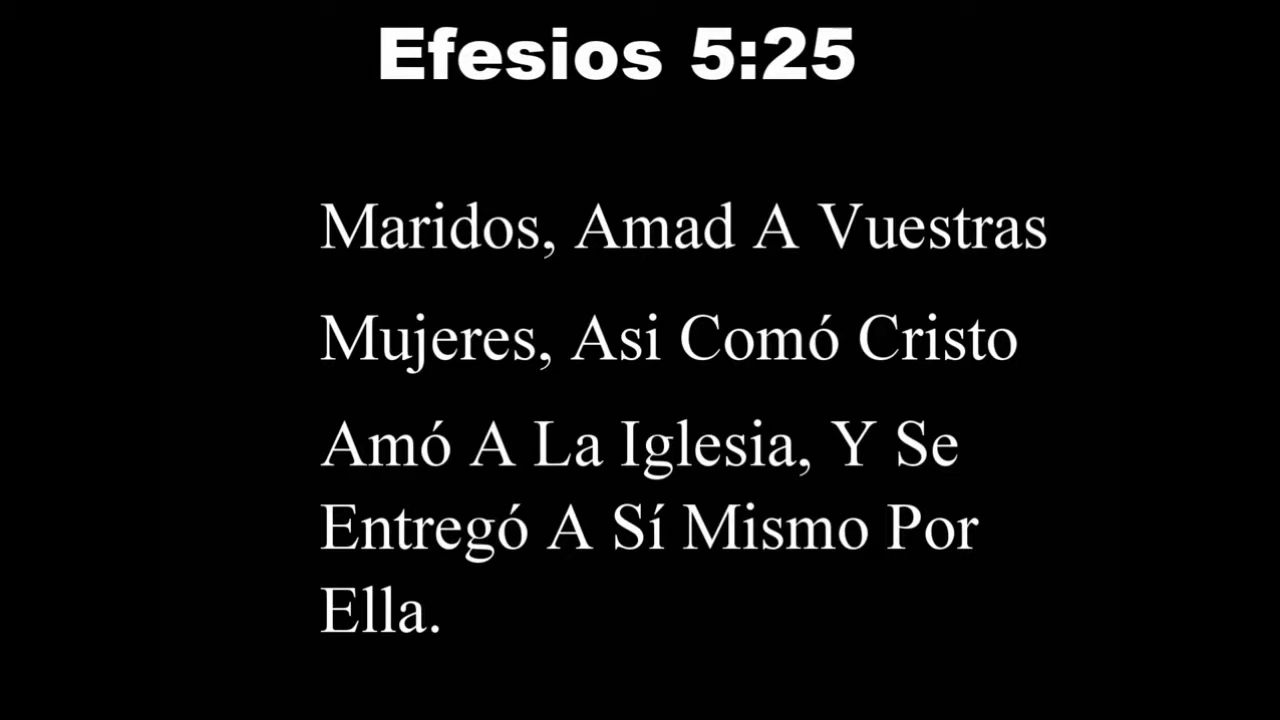 Efesios 5:25
Maridos, Amad A Vuestras
Mujeres, Asi Comó Cristo
Amó A La Iglesia, Y Se
Entregó A Sí Mismo Por
Ella.